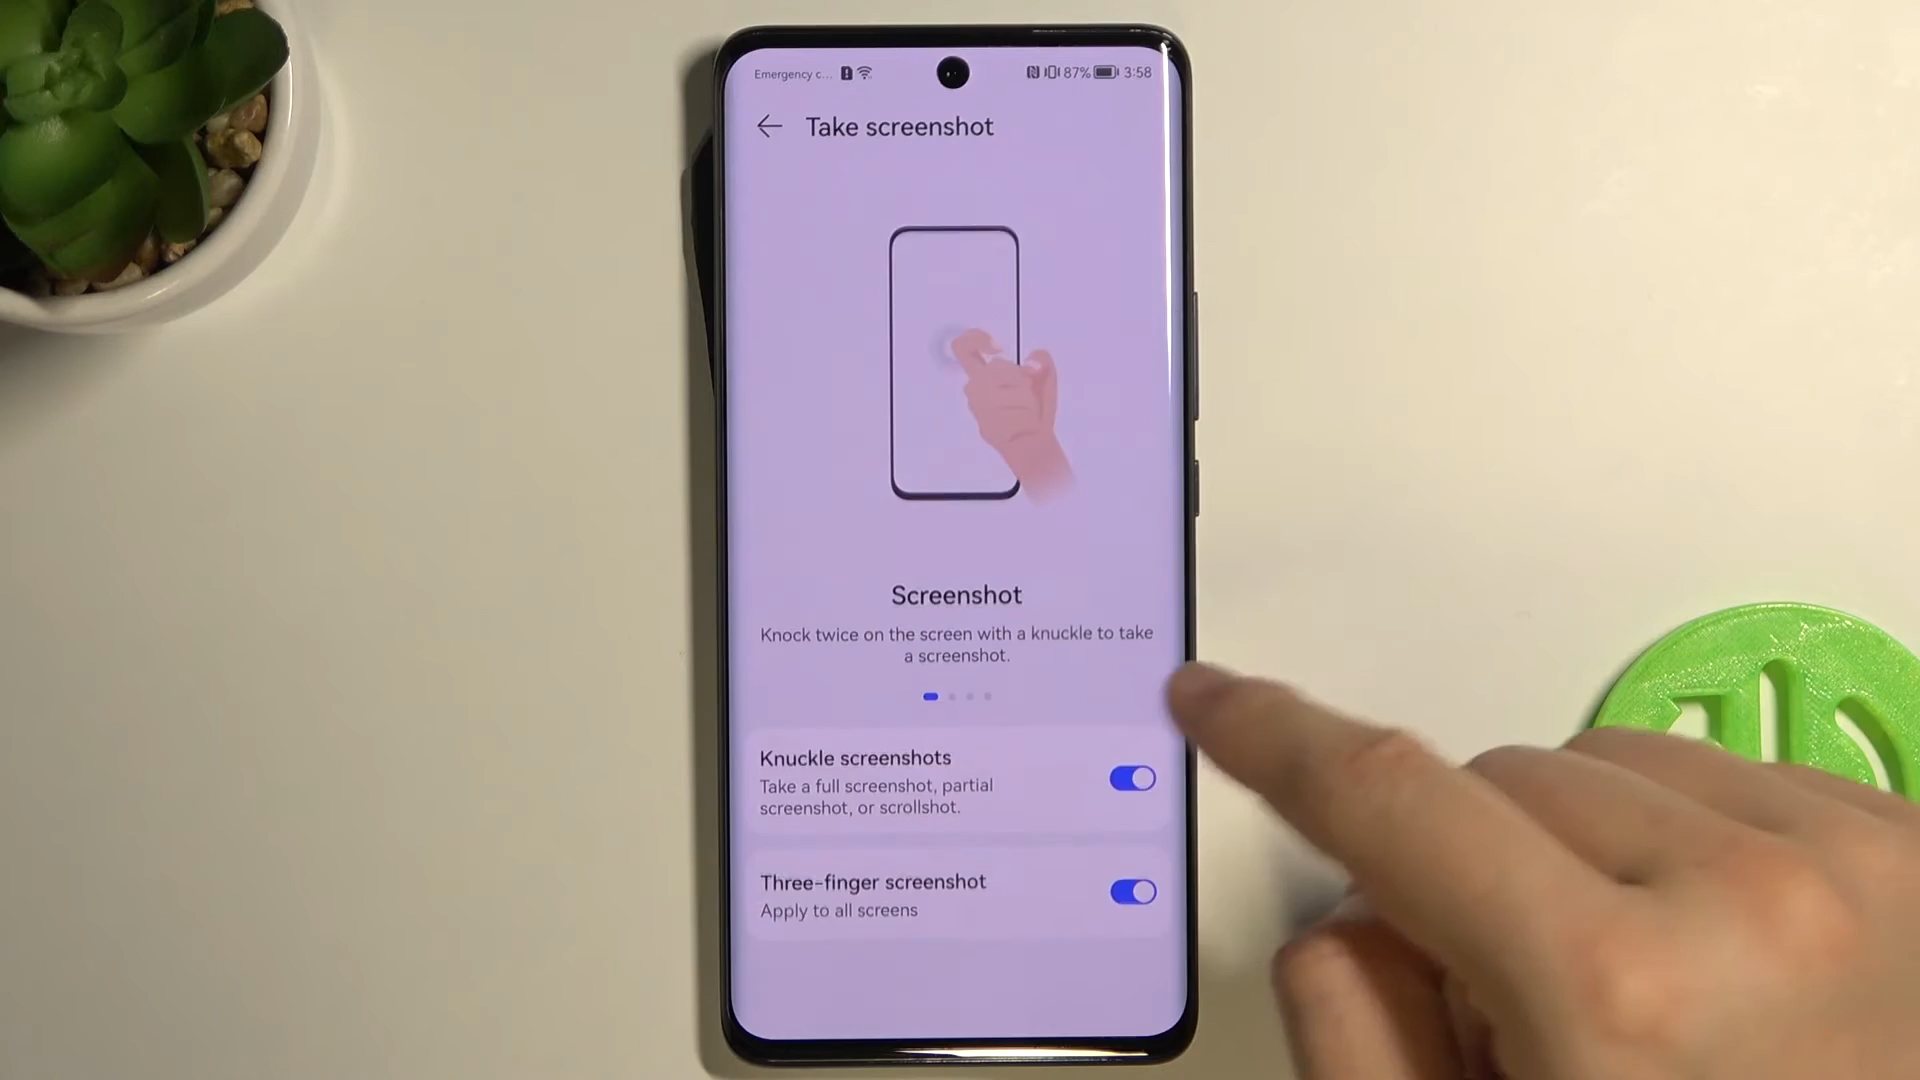 Emergency c... 87% 3:58
Take screenshot
Screenshot
Knock twice on the screen with a knuckle to take
a screenshot.
Knuckle screenshots
Take a full screenshot, partial
screenshot, or scrollshot.
Three-finger screenshot
Apply to all screens